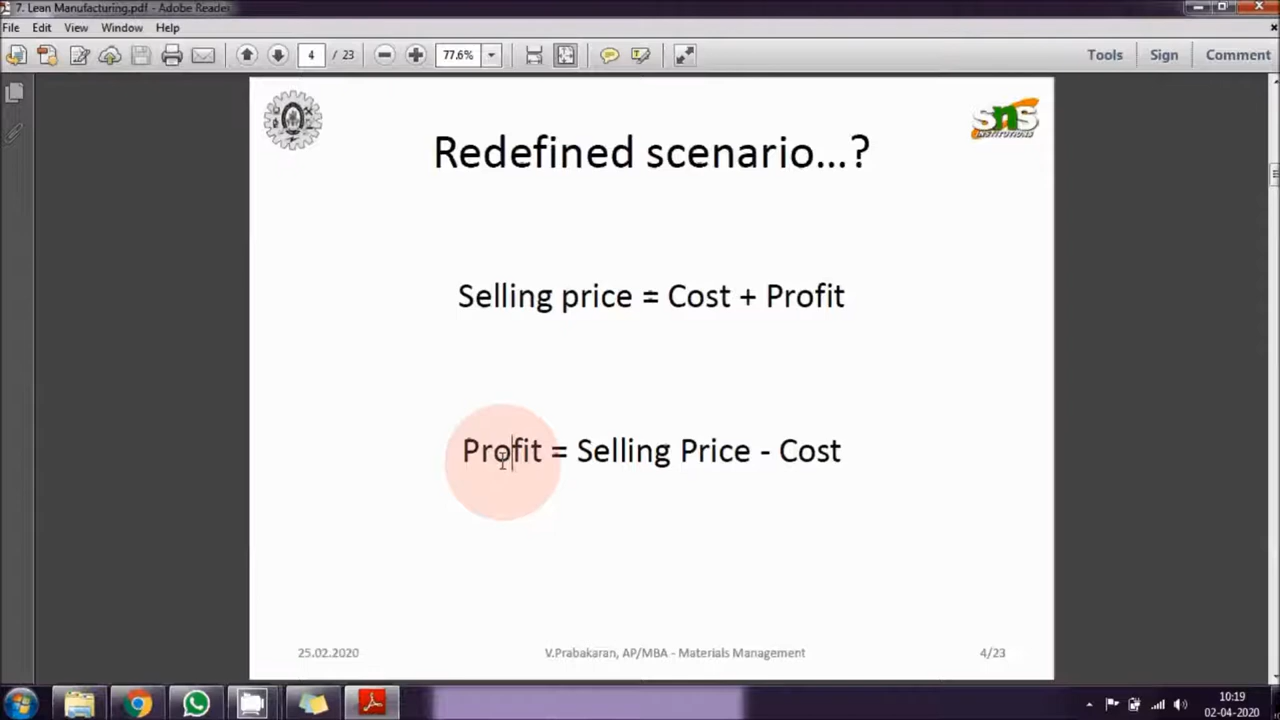 7. Lean Manufacturing.pdf - Adobe Reader
File Edit View Window Help
4 / 23 77.6% Tools Sign Comment
SNS
INSTITUTIONS
Redefined scenario...?
Selling price = Cost + Profit
Profit = Selling Price - Cost
25.02.2020 V.Prabakaran, AP/MBA - Materials Management 4/23
10:19
02-04-2020